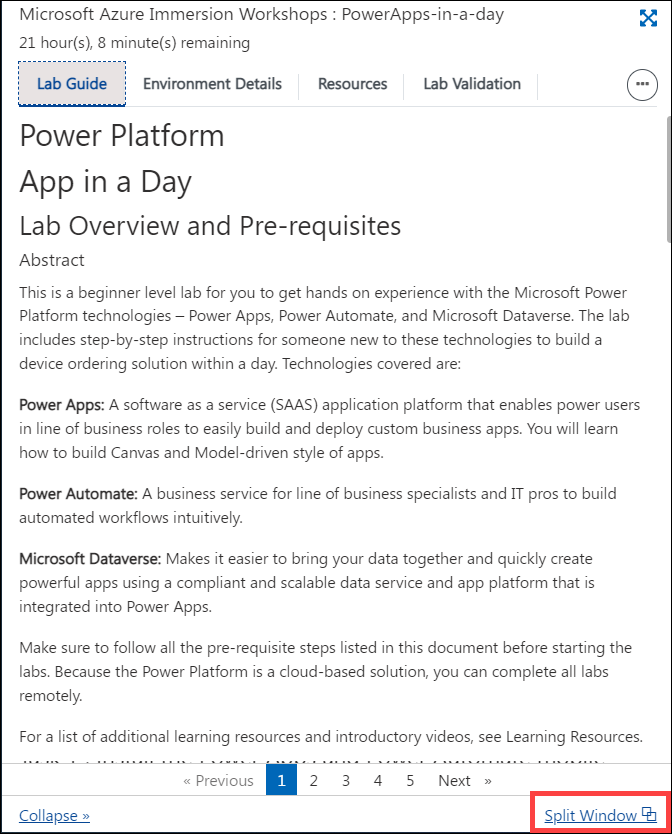 Microsoft Azure Immersion Workshops : PowerApps-in-a-day
21 hour(s), 8 minute(s) remaining
Lab Guide Environment Details Resources Lab Validation
Power Platform
App in a Day
Lab Overview and Pre-requisites
Abstract
This is a beginner level lab for you to get hands on experience with the Microsoft Power
Platform technologies – Power Apps, Power Automate, and Microsoft Dataverse. The lab
includes step-by-step instructions for someone new to these technologies to build a
device ordering solution within a day. Technologies covered are:
Power Apps: A software as a service (SAAS) application platform that enables power users
in line of business roles to easily build and deploy custom business apps. You will learn
how to build Canvas and Model-driven style of apps.
Power Automate: A business service for line of business specialists and IT pros to build
automated workflows intuitively.
Microsoft Dataverse: Makes it easier to bring your data together and quickly create
powerful apps using a compliant and scalable data service and app platform that is
integrated into Power Apps.
Make sure to follow all the pre-requisite steps listed in this document before starting the
labs. Because the Power Platform is a cloud-based solution, you can complete all labs
remotely.
For a list of additional learning resources and introductory videos, see Learning Resources.
« Previous 1 2 3 4 5 Next »
Collapse » Split Window